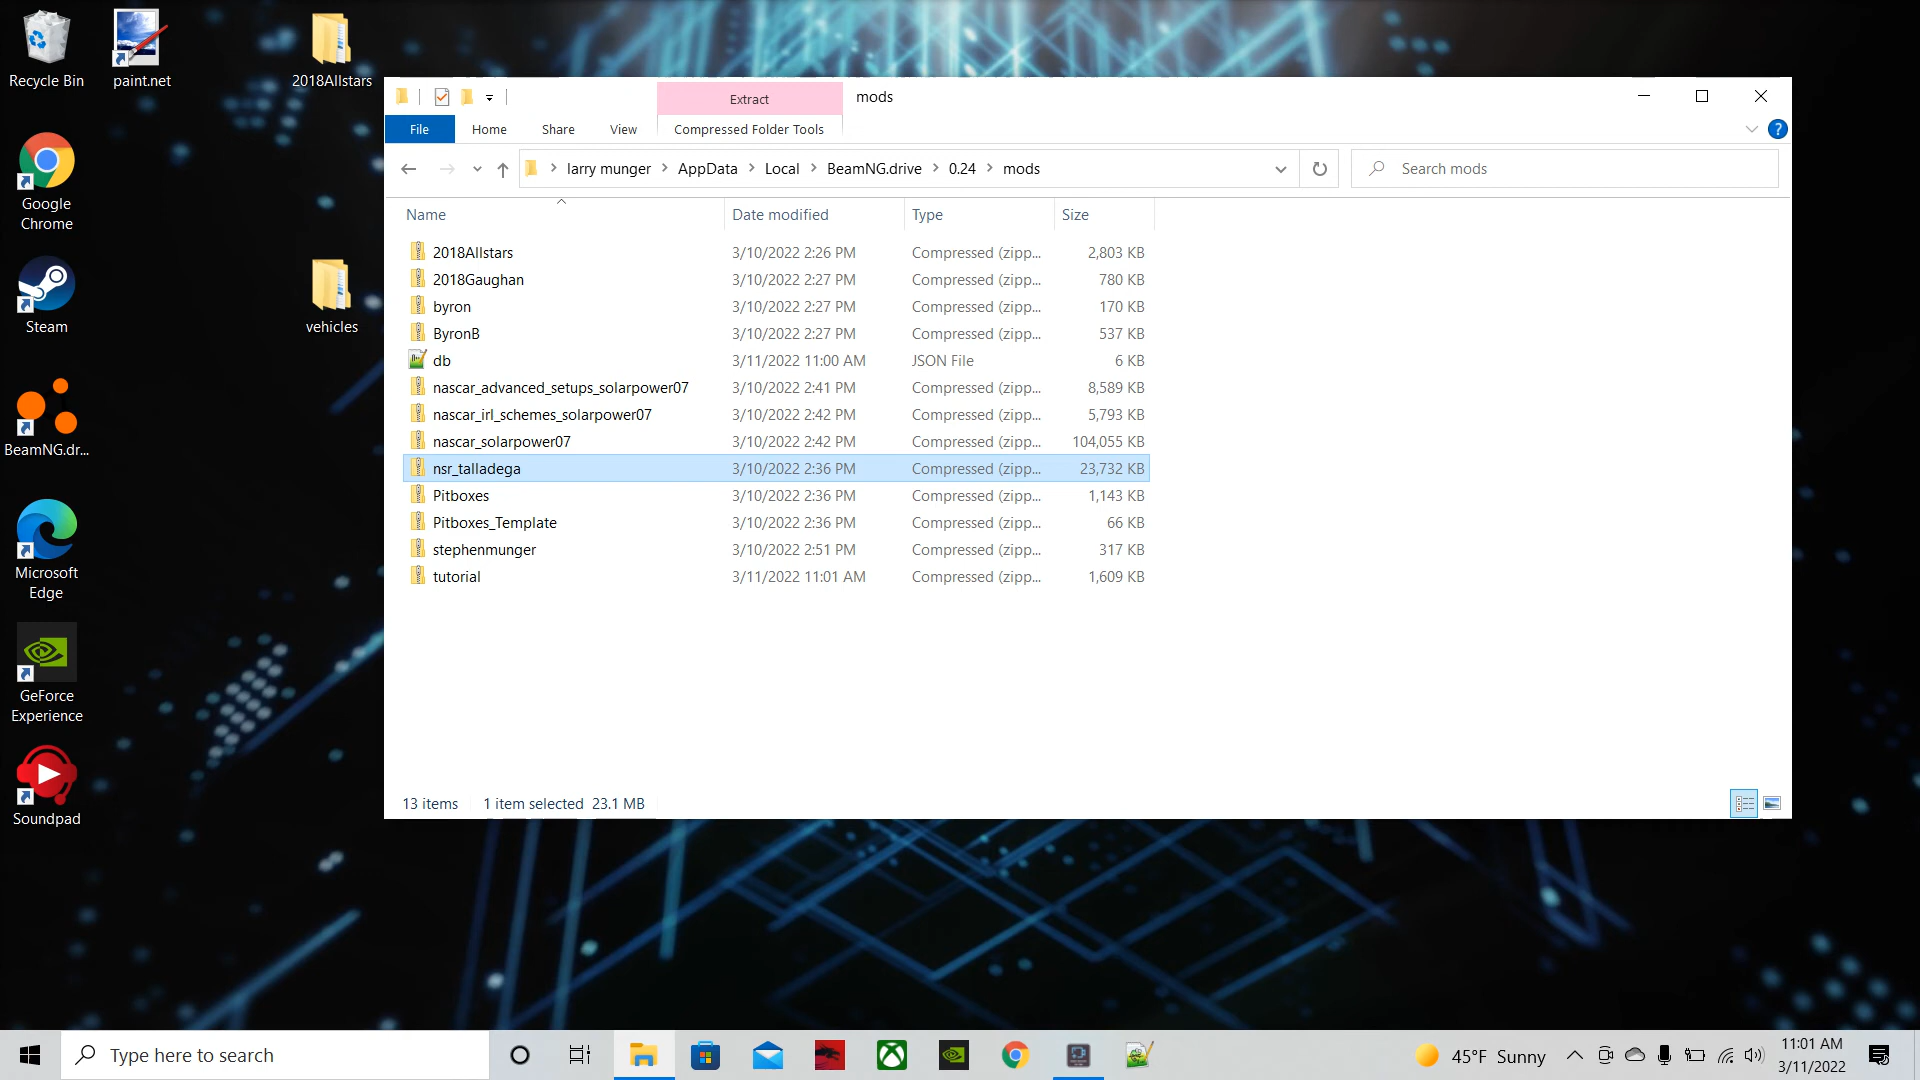 Recycle Bin
paint.net
2018Allstars
Google
Chrome
Steam
vehicles
BeamNG.dr...
Microsoft
Edge
GeForce
Experience
Soundpad
Extract
mods
File
Home
Share
View
Compressed Folder Tools
larry munger
AppData
Local
BeamNG.drive
0.24
mods
Search mods
Name
Date modified
Type
Size
2018Allstars 3/10/2022 2:26 PM Compressed (zipp... 2,803 KB
2018Gaughan 3/10/2022 2:27 PM Compressed (zipp... 780 KB
byron 3/10/2022 2:27 PM Compressed (zipp... 170 KB
ByronB 3/10/2022 2:27 PM Compressed (zipp... 537 KB
db 3/11/2022 11:00 AM JSON File 6 KB
nascar_advanced_setups_solarpower07 3/10/2022 2:41 PM Compressed (zipp... 8,589 KB
nascar_irl_schemes_solarpower07 3/10/2022 2:42 PM Compressed (zipp... 5,793 KB
nascar_solarpower07 3/10/2022 2:42 PM Compressed (zipp... 104,055 KB
nsr_talladega 3/10/2022 2:36 PM Compressed (zipp... 23,732 KB
Pitboxes 3/10/2022 2:36 PM Compressed (zipp... 1,143 KB
Pitboxes_Template 3/10/2022 2:36 PM Compressed (zipp... 66 KB
stephenmunger 3/10/2022 2:51 PM Compressed (zipp... 317 KB
tutorial 3/11/2022 11:01 AM Compressed (zipp... 1,609 KB
13 items
1 item selected 23.1 MB
Type here to search
45°F Sunny
11:01 AM
3/11/2022